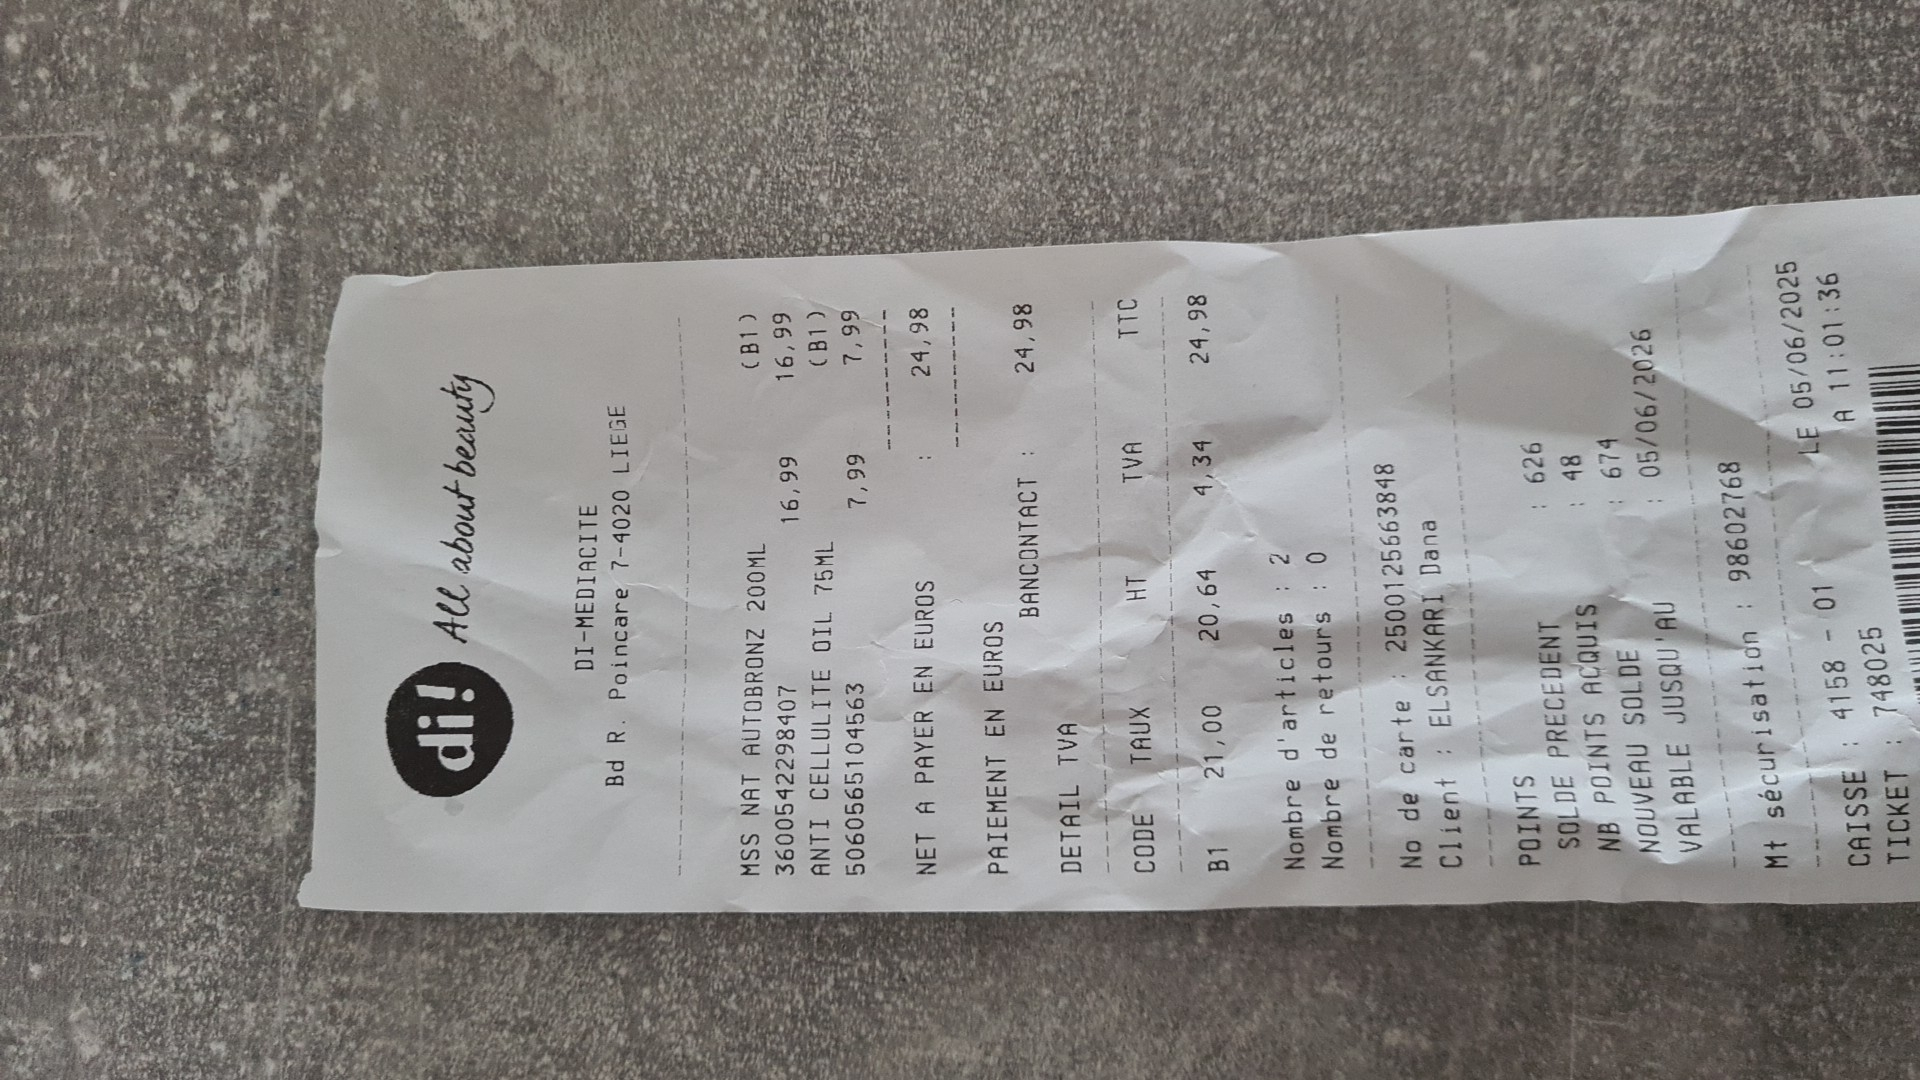 di! All about beauty
DI-MEDIACITE
Bd R. Poincare 7-4020 LIEGE
MSS NAT AUTOBRONZ 200ML (B1)
3600542298407 16,99 16,99
ANTI CELLULITE OIL 75ML (B1)
5060565104563 7,99 7,99
NET A PAYER EN EUROS : 24,98
PAIEMENT EN EUROS
BANCONTACT : 24,98
DETAIL TVA
CODE TAUX HT TVA TTC
B1 21,00 20,64 4,34 24,98
Nombre d'articles : 2
Nombre de retours : 0
No de carte : 2500125663848
Client : ELSANKARI Dana
POINTS
SOLDE PRECEDENT : 626
NB POINTS ACQUIS : 48
NOUVEAU SOLDE : 674
VALABLE JUSQU'AU : 05/06/2026
Mt sécurisation : 98602768
CAISSE : 4158 - 01 LE 05/06/2025
TICKET : 748025 A 11:01:36